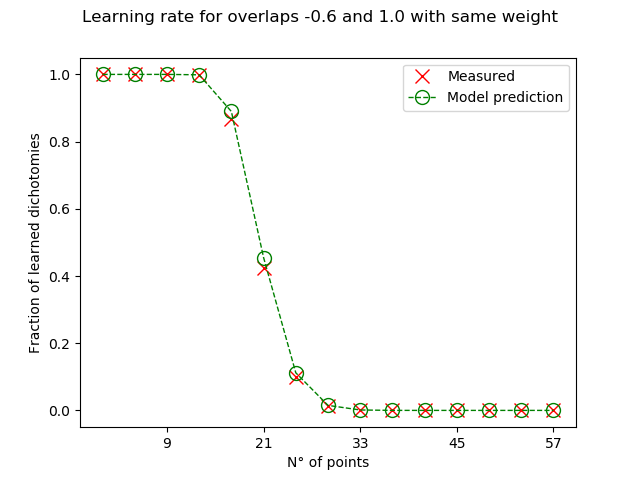 Learning rate for overlaps -0.6 and 1.0 with same weight
Measured
Model prediction
1.0
0.8
0.6
0.4
0.2
0.0
Fraction of learned dichotomies
9 21 33 45 57
N° of points